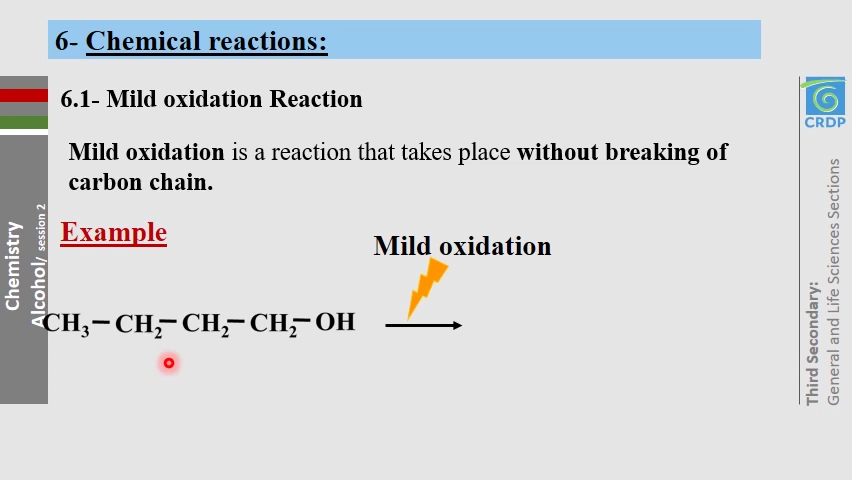 6- Chemical reactions:
6.1- Mild oxidation Reaction
Mild oxidation is a reaction that takes place without breaking of
carbon chain.
Example
Mild oxidation
CH₃–CH₂–CH₂–CH₂–OH
Chemistry
Alcohol/ session 2
CRDP
Third Secondary:
General and Life Sciences Sections